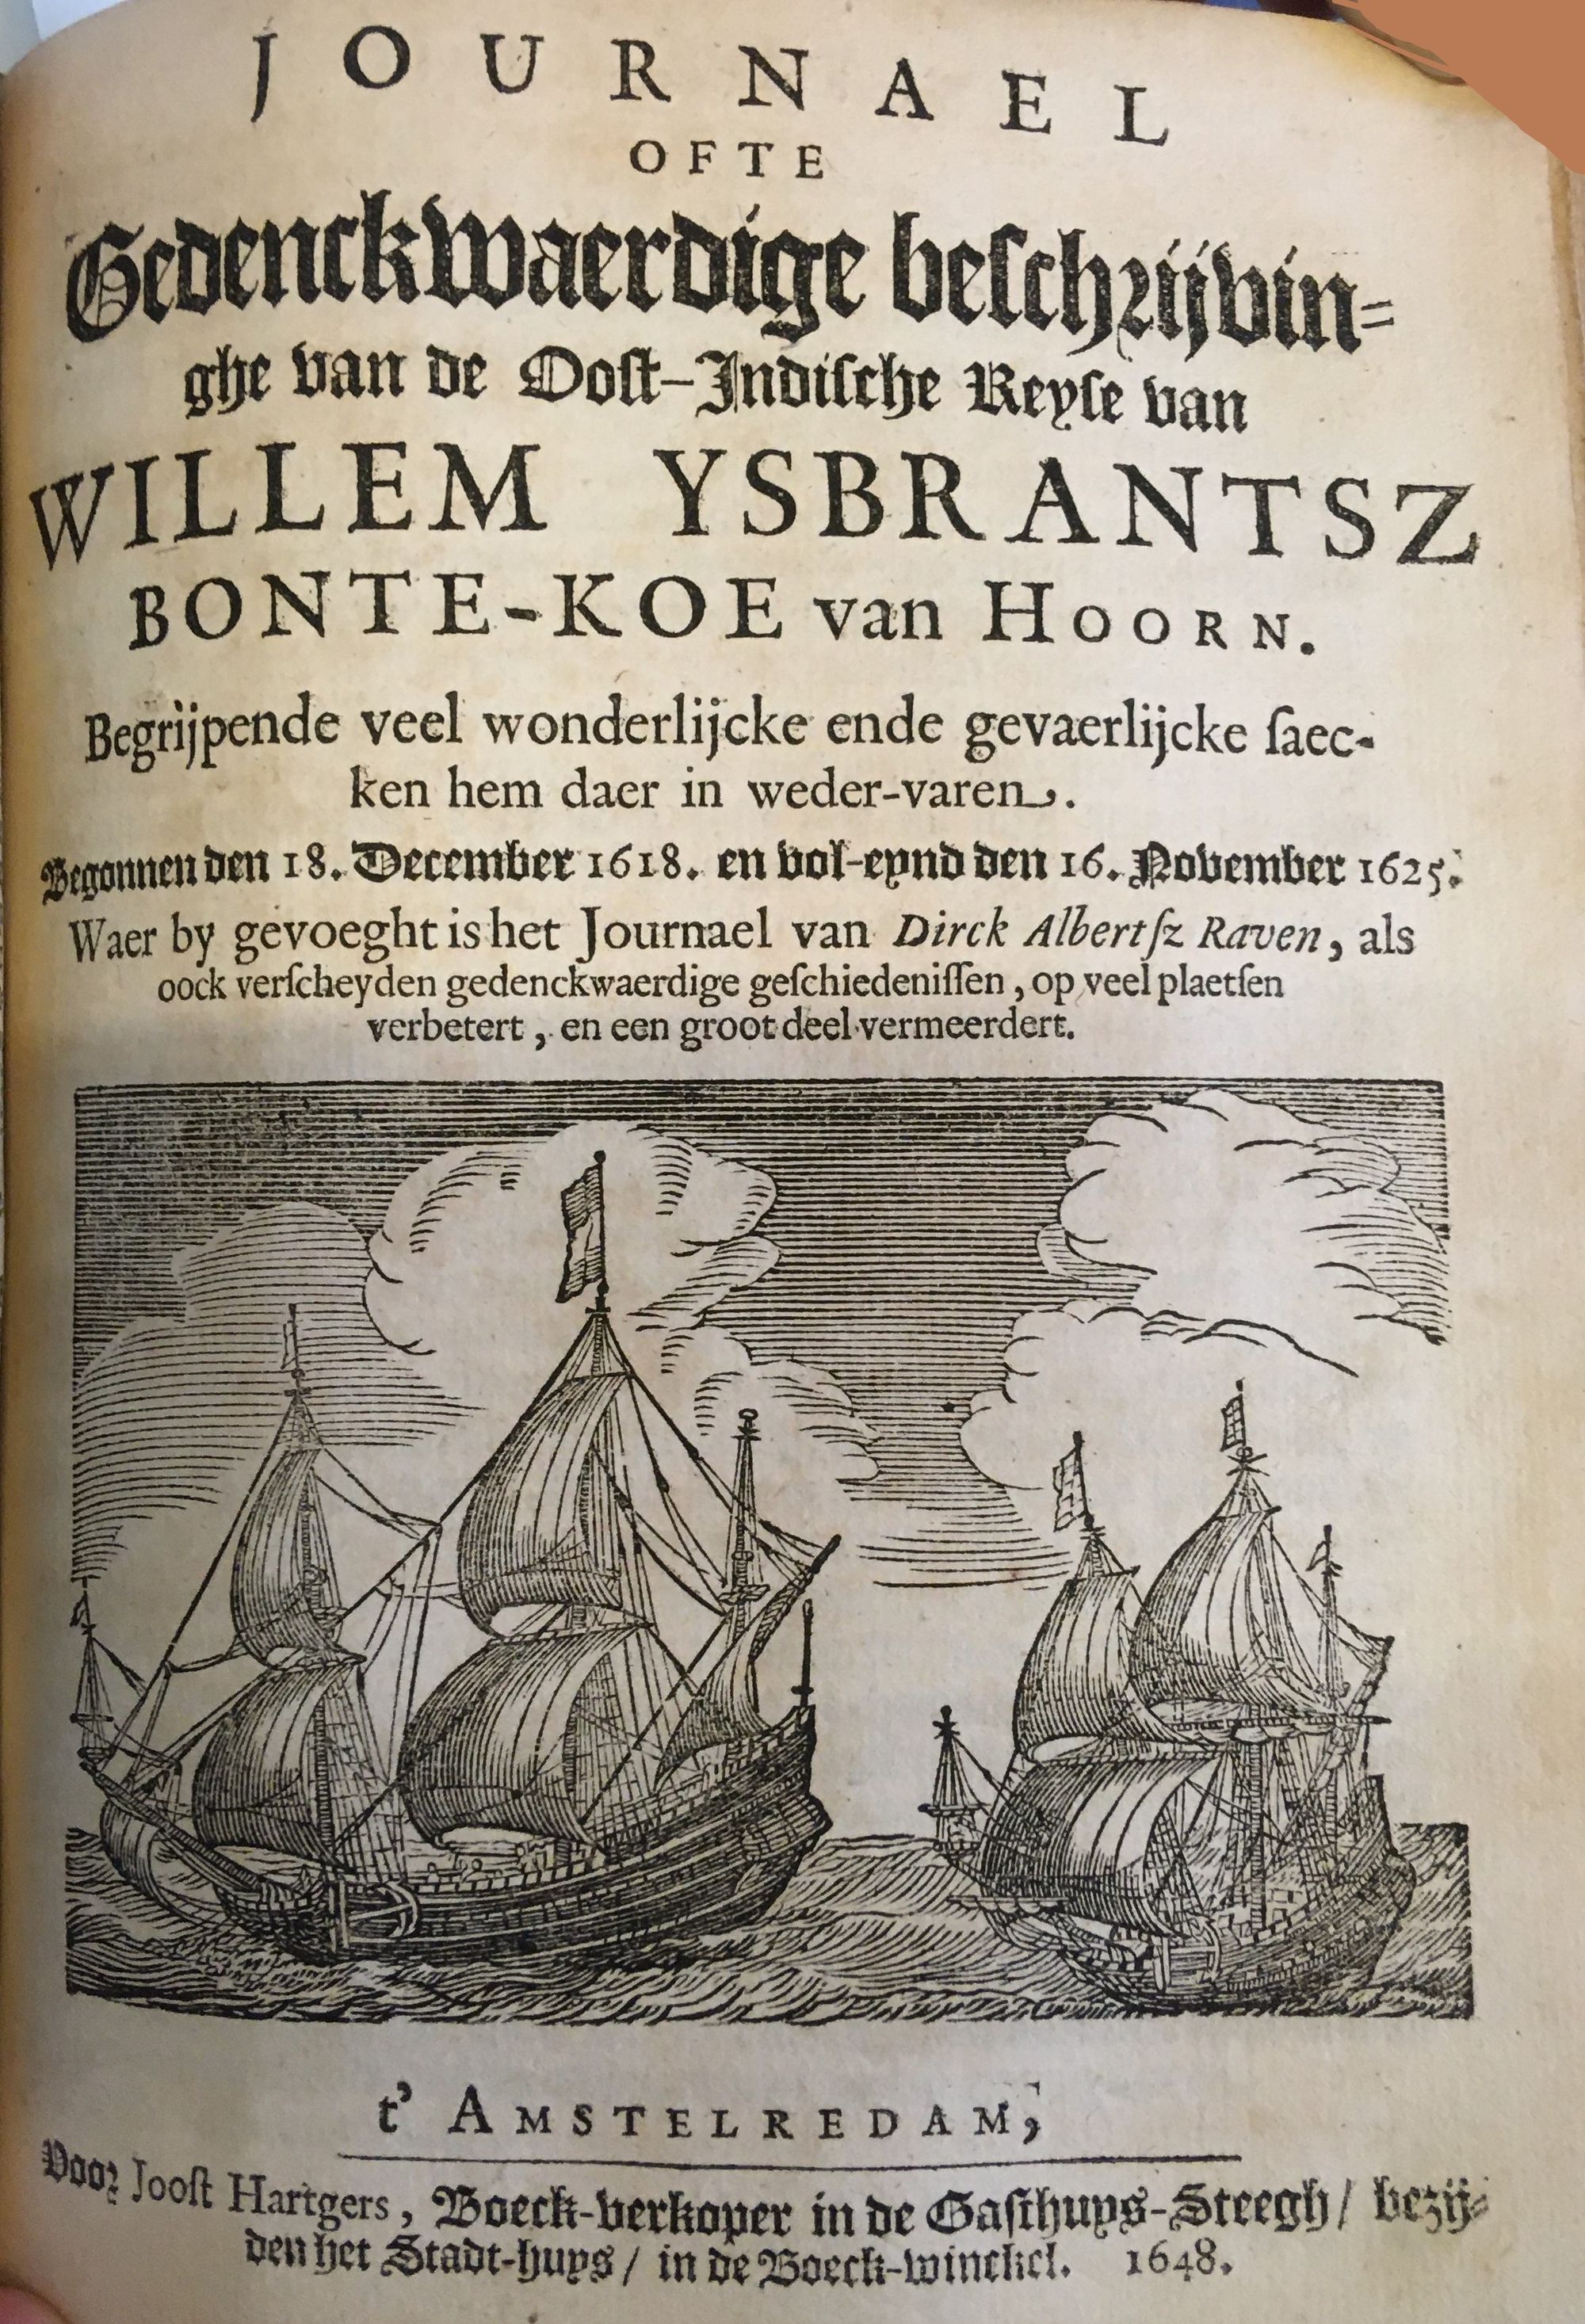 JOURNAEL
OFTE
Gedenckwaerdige beſchrijvin-
ghe van de Ooſt-Indiſche Reyſe van
WILLEM YSBRANTSZ
BONTE-KOE van HOORN.
Begrijpende veel wonderlijcke ende gevaerlijcke ſaec-
ken hem daer in weder-varen.
Begonnen den 18. December 1618. en vol-eynd den 16. November 1625.
Waer by gevoeght is het Journael van Dirck Albertſz Raven, als
oock verſcheyden gedenckwaerdige geſchiedeniſſen, op veel plaetſen
verbetert, en een groot deel vermeerdert.
t' AMSTELREDAM,
Voor Jooſt Hartgers, Boeck-verkoper in de Gaſthuys-Steegh/ bezij-
den het Stadt-huys/ in de Boeck-winckel. 1648.